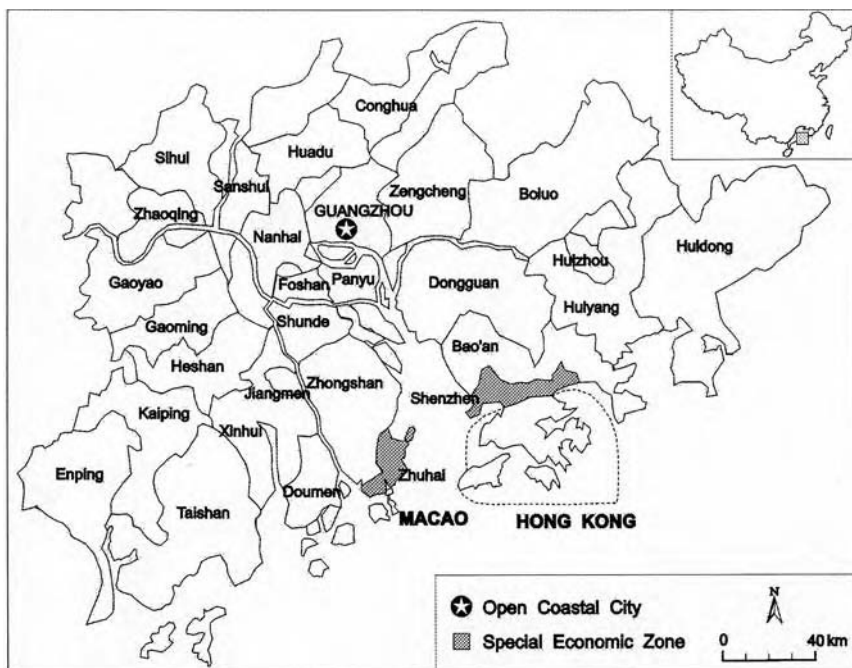 Conghua
Sihui
Huadu
Sanshui
Zengcheng
Boluo
Zhaoqing
GUANGZHOU
Nanhai
Huidong
Huizhou
Gaoyao
Foshan
Panyu
Dongguan
Huiyang
Gaoming
Shunde
Bao'an
Heshan
Jiangmen
Zhongshan
Shenzhen
Kaiping
Xinhui
Enping
Zhuhai
Doumen
Taishan
MACAO
HONG KONG
Open Coastal City
Special Economic Zone
N
0 40 km